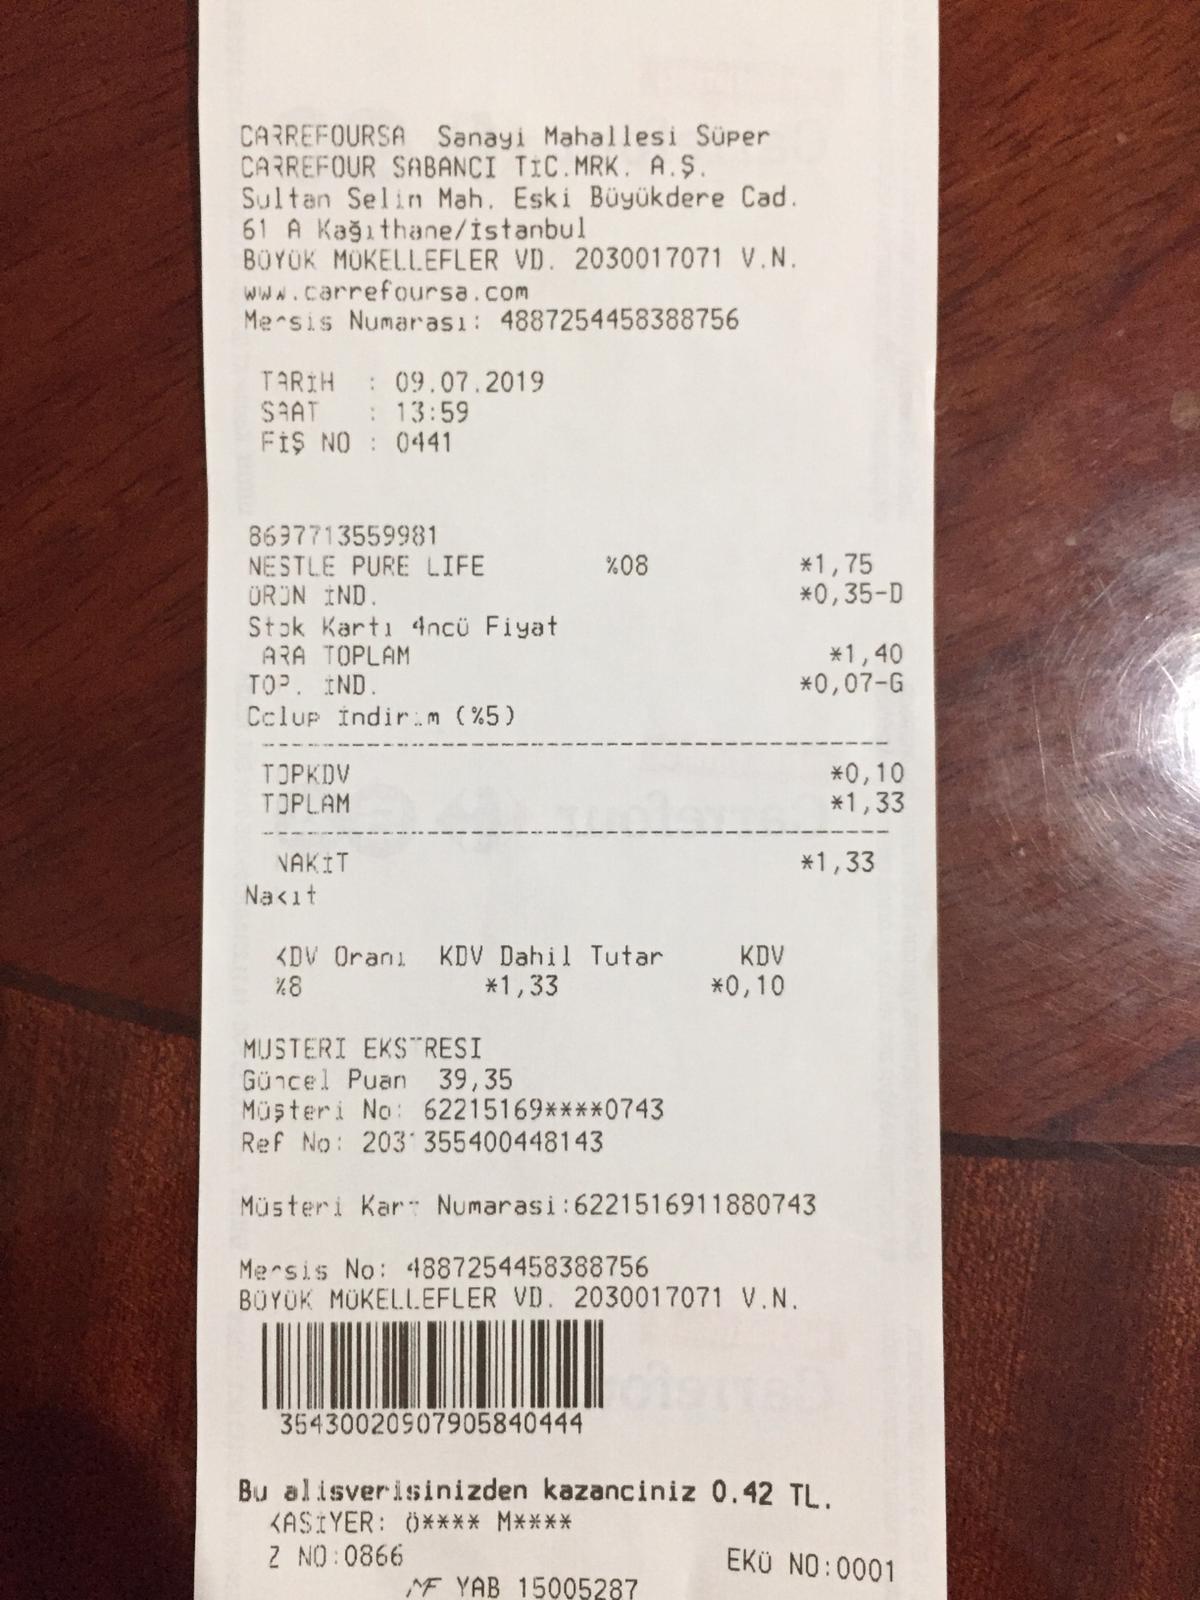 CARREFOURSA Sanayi Mahallesi Süper
CARREFOUR SABANCI TİC.MRK. A.Ş.
Sultan Selin Mah. Eski Büyükdere Cad.
61 A Kağıthane/İstanbul
BÜYÜK MÜKELLEFLER VD. 2030017071 V.N.
www.carrefoursa.com
Mersis Numarası: 4887254458388756
TARİH : 09.07.2019
SAAT : 13:59
FİŞ NO : 0441
8697713559981
NESTLE PURE LIFE %08 *1,75
ÜRÜN İND. *0,35-D
Stok Kartı 4ncü Fiyat
ARA TOPLAM *1,40
TOP. İND. *0,07-G
Colup İndirim (%5)
TOPKDV *0,10
TOPLAM *1,33
NAKİT *1,33
Nakıt
KDV Oranı KDV Dahil Tutar KDV
%8 *1,33 *0,10
MUSTERI EKSTRESI
Güncel Puan 39,35
Müşteri No: 62215169****0743
Ref No: 2031355400448143
Müsteri Kart Numarasi:6221516911880743
Mersis No: 4887254458388756
BÜYÜK MÜKELLEFLER VD. 2030017071 V.N.
35430020907905840444
Bu alisverisinizden kazanciniz 0.42 TL.
KASİYER: Ö**** M****
Z NO:0866 EKÜ NO:0001
MF YAB 15005287